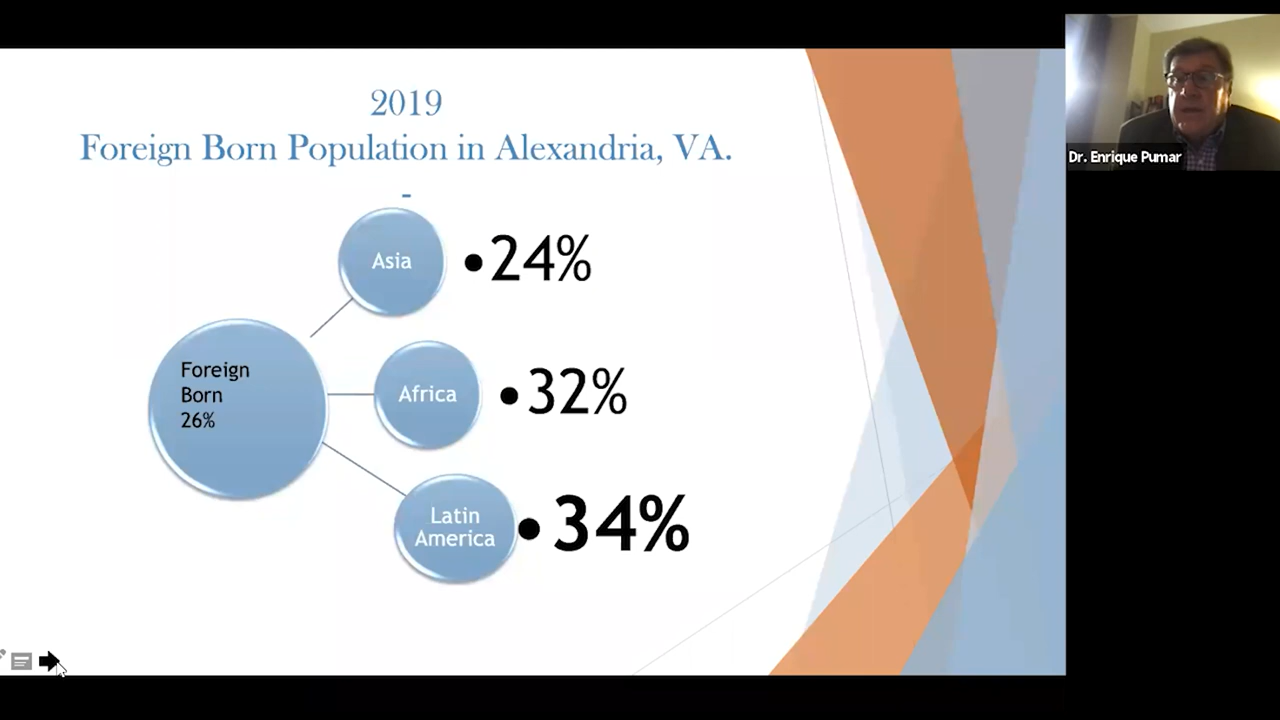 2019
Foreign Born Population in Alexandria, VA.
-
Asia
•24%
Foreign
Born
26%
Africa
•32%
Latin
America
•34%
Dr. Enrique Pumar